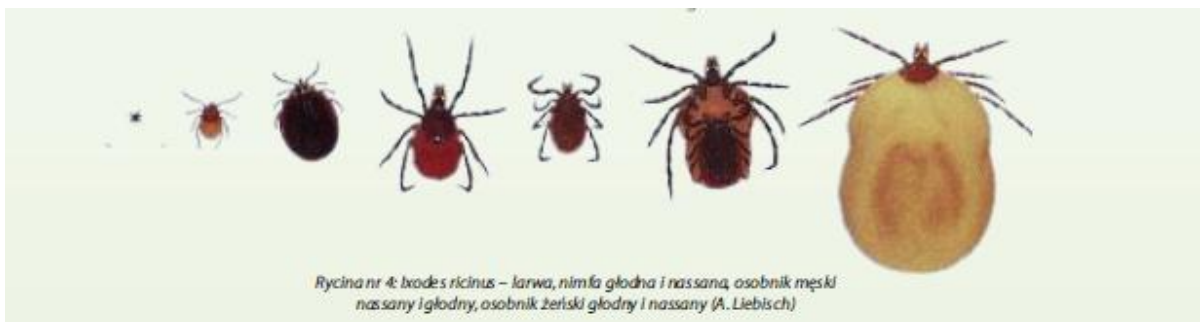 Rycina nr 4: Ixodes ricinus – larwa, nimfa głodna i nassana, osobnik męski
nassany i głodny, osobnik żeński głodny i nassany (A. Liebisch)